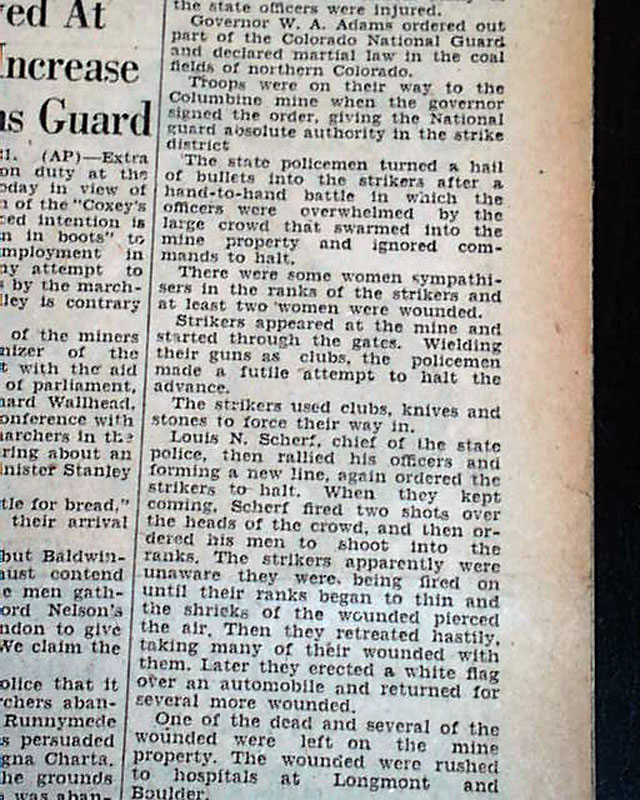 ved At
Increase
ns Guard
(AP)—Extra
on duty at the
oday in view of
of the "Coxey's
ced intention is
n in boots" to
mployment in
ny attempt to
s by the march-
lley is contrary
of the miners
nizer of the
t with the aid
of parliament,
hard Wallhead,
onference with
marchers in the
ring about an
inister Stanley
tle for bread,"
their arrival
but Baldwin-
must contend
e men gath-
ord Nelson's
ndon to give
We claim the
olice that it
rchers aban-
Runnymede
s persuaded
gna Charta.
he grounds
was aban-
the state officers were injured.
Governor W. A. Adams ordered out
part of the Colorado National Guard
and declared martial law in the coal
fields of northern Colorado.
Troops were on their way to the
Columbine mine when the governor
signed the order, giving the National
guard absolute authority in the strike
district
The state policemen turned a hail
of bullets into the strikers after a
hand-to-hand battle in which the
officers were overwhelmed by the
large crowd that swarmed into the
mine property and ignored com-
mands to halt.
There were some women sympathi-
sers in the ranks of the strikers and
at least two women were wounded.
Strikers appeared at the mine and
started through the gates. Wielding
their guns as clubs, the policemen
made a futile attempt to halt the
advance.
The strikers used clubs, knives and
stones to force their way in.
Louis N. Scherf, chief of the state
police, then rallied his officers and
forming a new line, again ordered the
strikers to halt. When they kept
coming, Scherf fired two shots over
the heads of the crowd, and then or-
dered his men to shoot into the
ranks. The strikers apparently were
unaware they were being fired on
until their ranks began to thin and
the shrieks of the wounded pierced
the air. Then they retreated hastily,
taking many of their wounded with
them. Later they erected a white flag
over an automobile and returned for
several more wounded.
One of the dead and several of the
wounded were left on the mine
property. The wounded were rushed
to hospitals at Longmont and
Boulder.